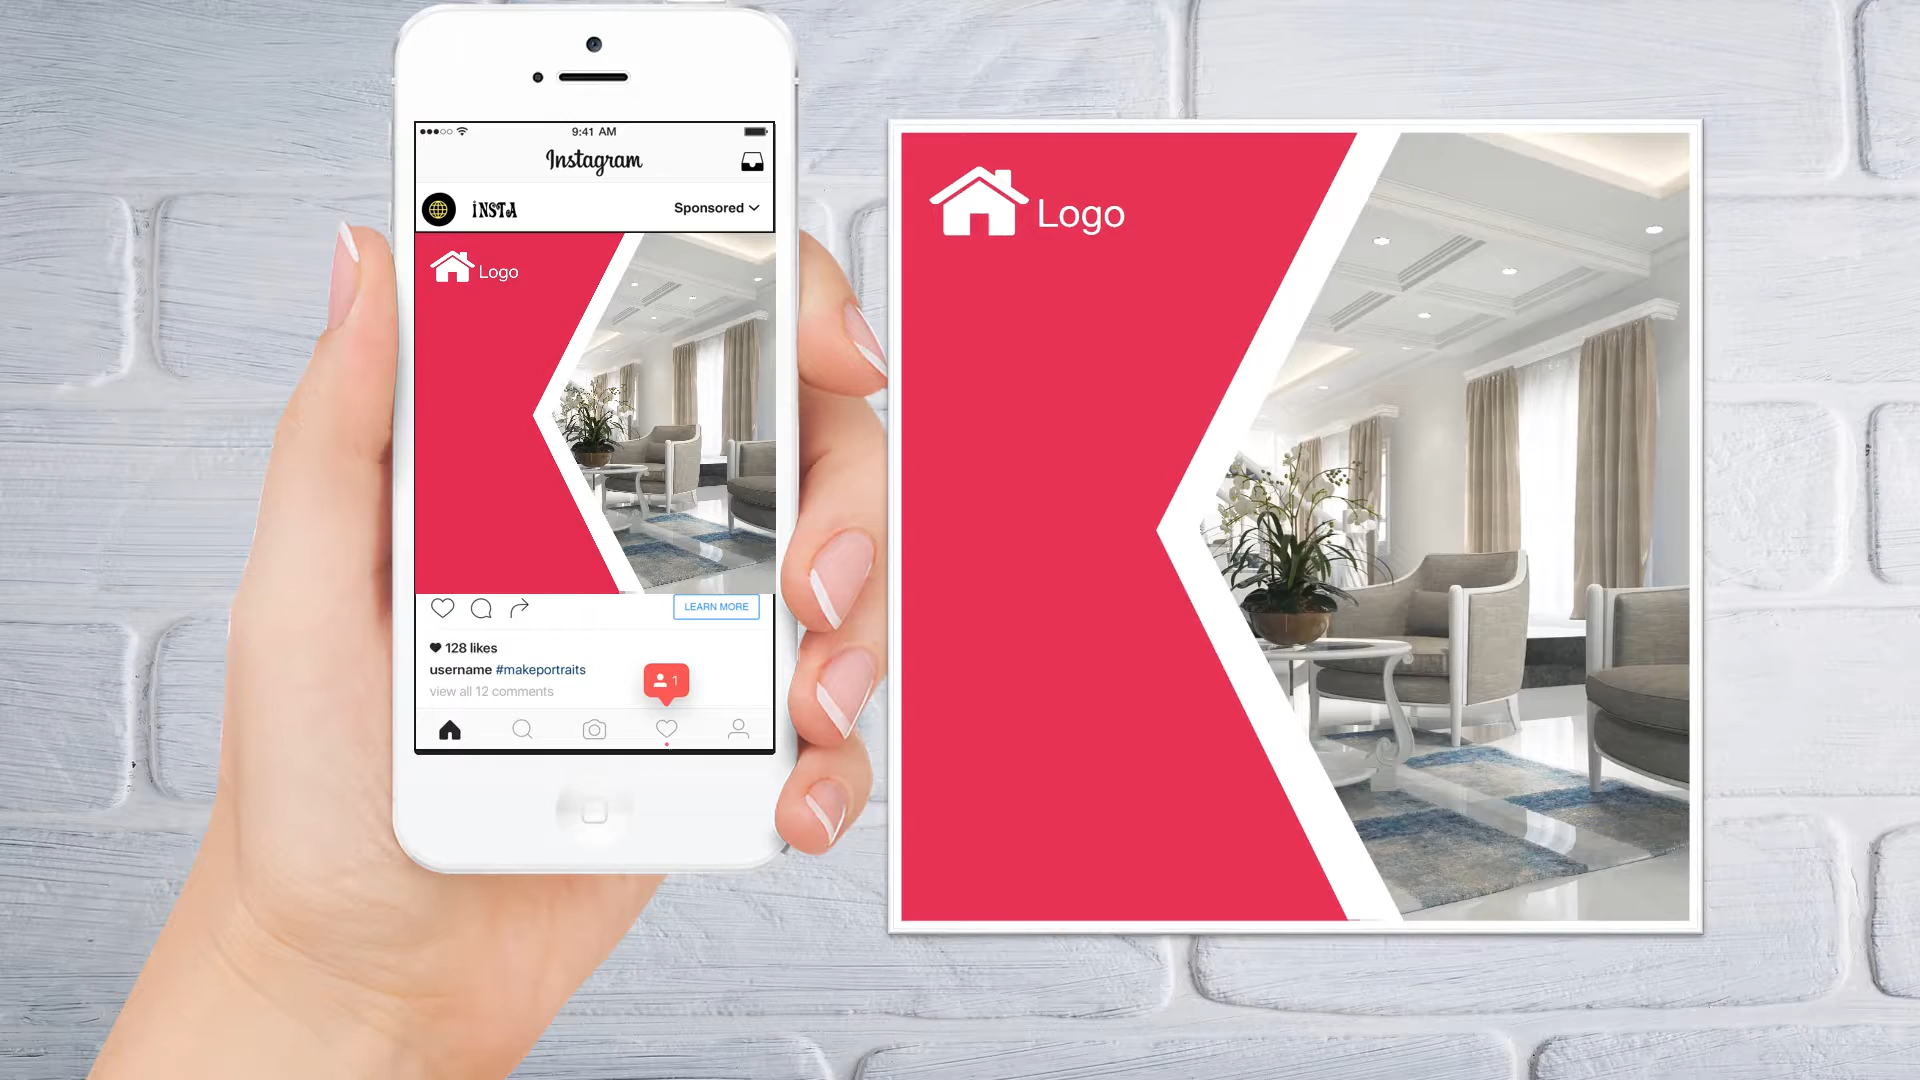 9:41 AM
Instagram
iNSTA
Sponsored
Logo
LEARN MORE
128 likes
username #makeportraits
1
view all 12 comments
Logo